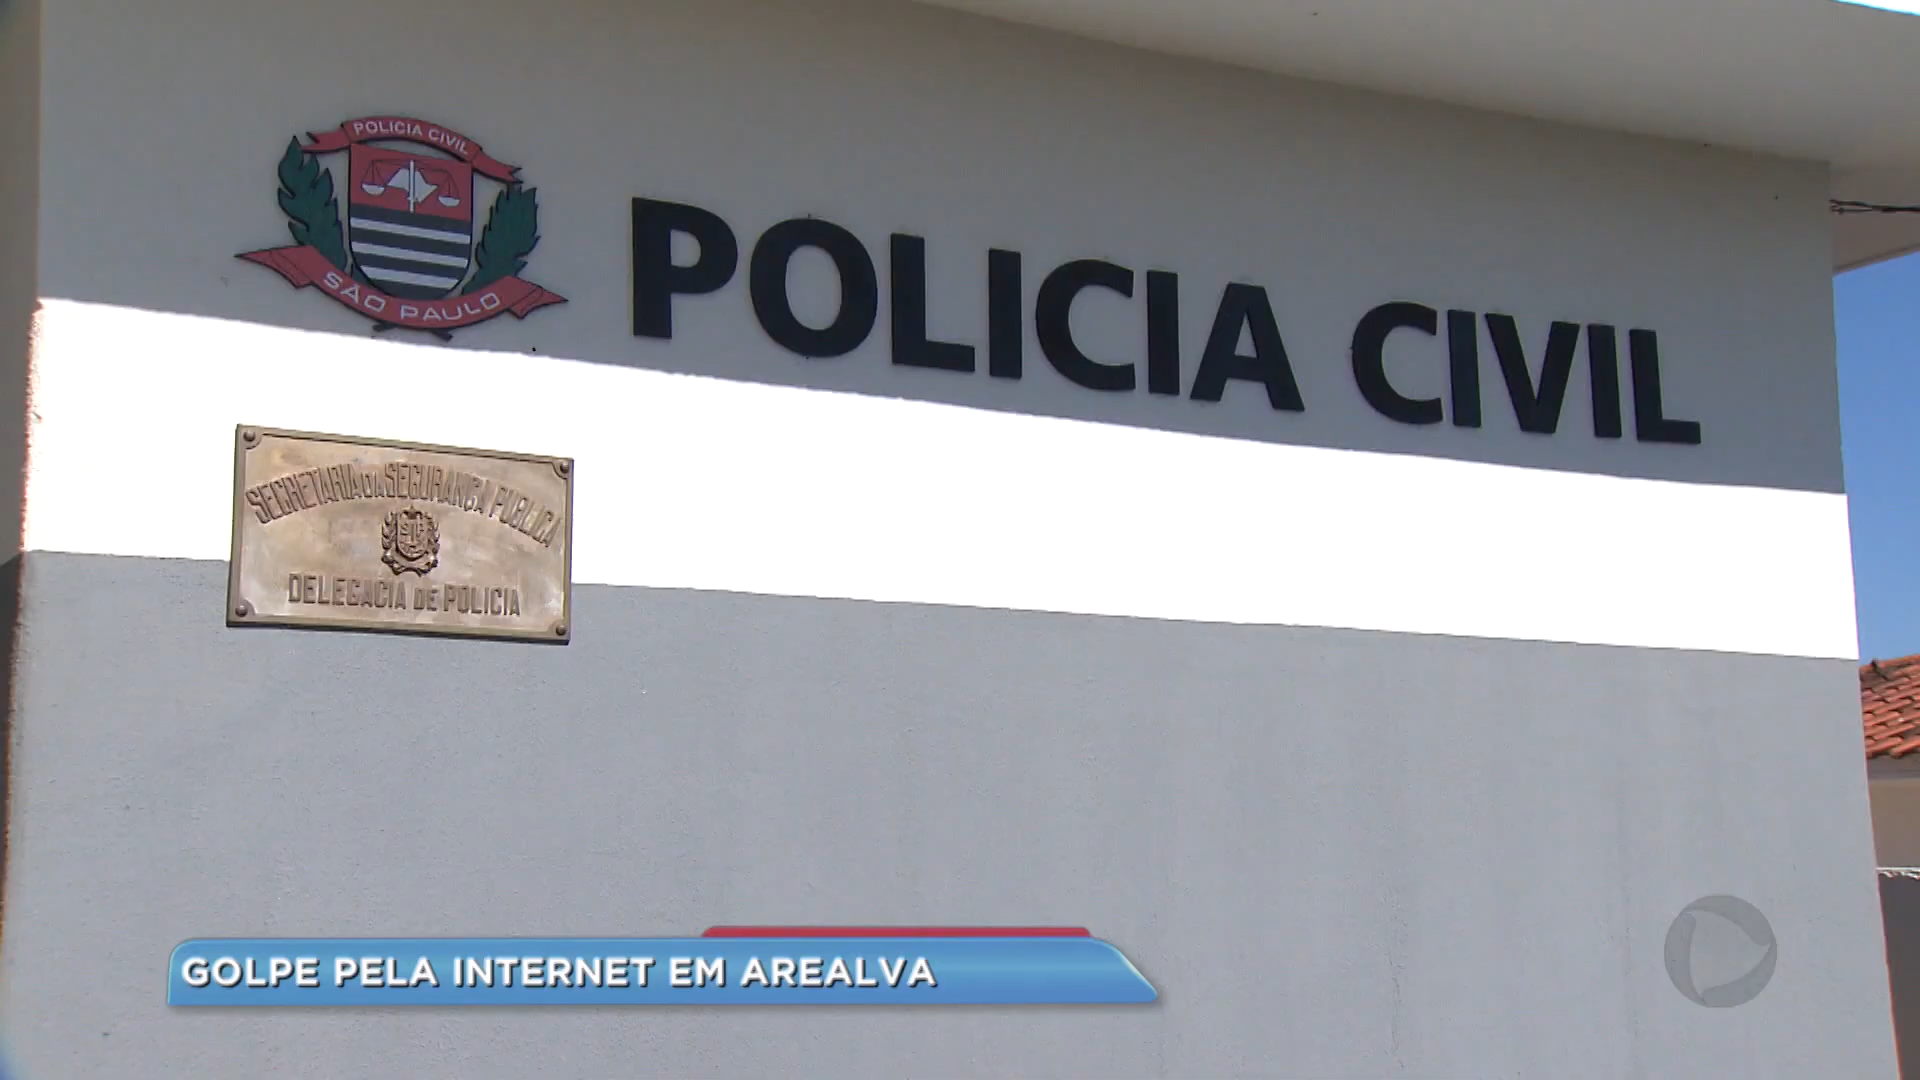 POLICIA CIVIL
SÃO PAULO
POLICIA CIVIL
SECRETARIA DA SEGURANÇA PUBLICA
DELEGACIA DE POLICIA
GOLPE PELA INTERNET EM AREALVA